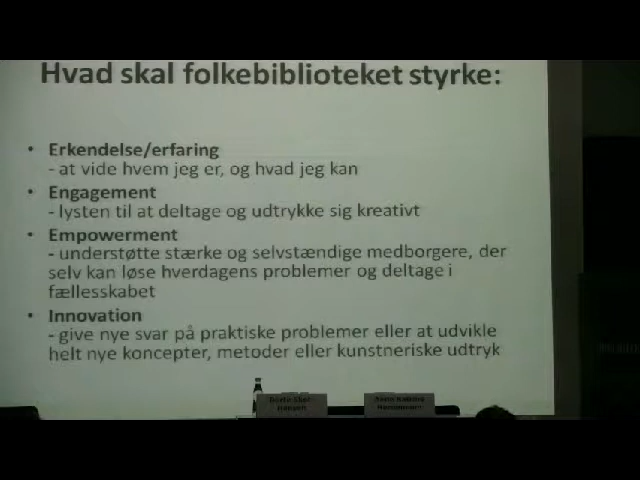 Hvad skal folkebiblioteket styrke:
• Erkendelse/erfaring
- at vide hvem jeg er, og hvad jeg kan
• Engagement
- lysten til at deltage og udtrykke sig kreativt
• Empowerment
- understøtte stærke og selvstændige medborgere, der
selv kan løse hverdagens problemer og deltage i
fællesskabet
• Innovation
- give nye svar på praktiske problemer eller at udvikle
helt nye koncepter, metoder eller kunstneriske udtryk